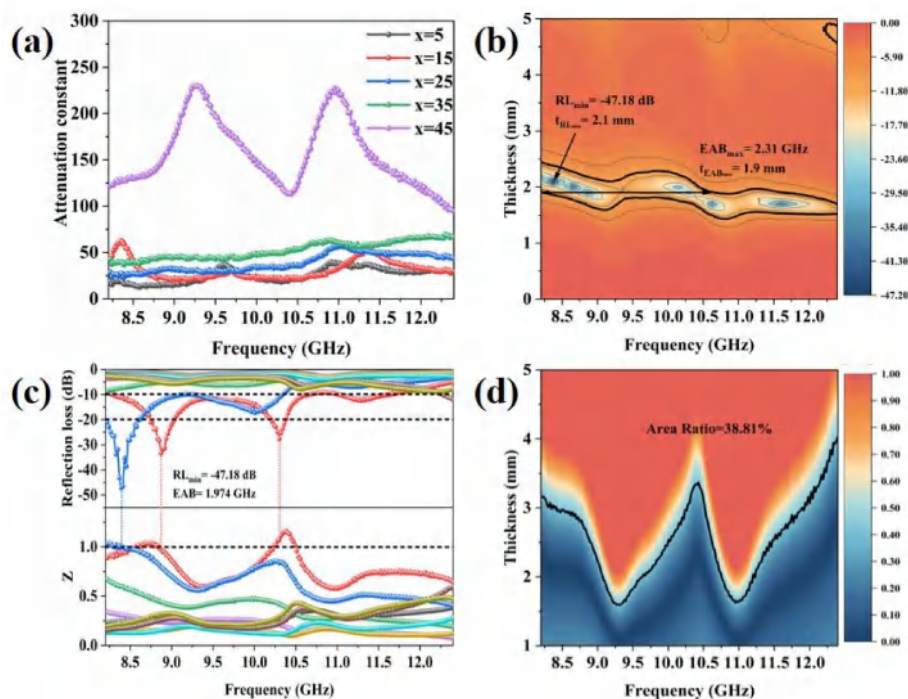 (a)
300
250
200
150
100
50
0
Attenuation constant
x=5
x=15
x=25
x=35
x=45
8.5 9.0 9.5 10.0 10.5 11.0 11.5 12.0
Frequency (GHz)
(b)
5
4
3
2
1
0
Thickness (mm)
RLmin= -47.18 dB
tRLmin= 2.1 mm
EABmax= 2.31 GHz
tEABmax= 1.9 mm
8.5 9.0 9.5 10.0 10.5 11.0 11.5 12.0
Frequency (GHz)
0.00
-5.900
-11.80
-17.70
-23.60
-29.50
-35.40
-41.30
-47.20
(c)
0
-10
-20
-30
-40
-50
Reflection loss (dB)
RLmin= -47.18 dB
EAB= 1.974 GHz
1.0
0.5
0.0
Z
8.5 9.0 9.5 10.0 10.5 11.0 11.5 12.0
Frequency (GHz)
(d)
5
4
3
2
1
Thickness (mm)
Area Ratio=38.81%
8.5 9.0 9.5 10.0 10.5 11.0 11.5 12.0
Frequency (GHz)
1.00
0.90
0.80
0.70
0.60
0.50
0.40
0.30
0.20
0.10
0.00